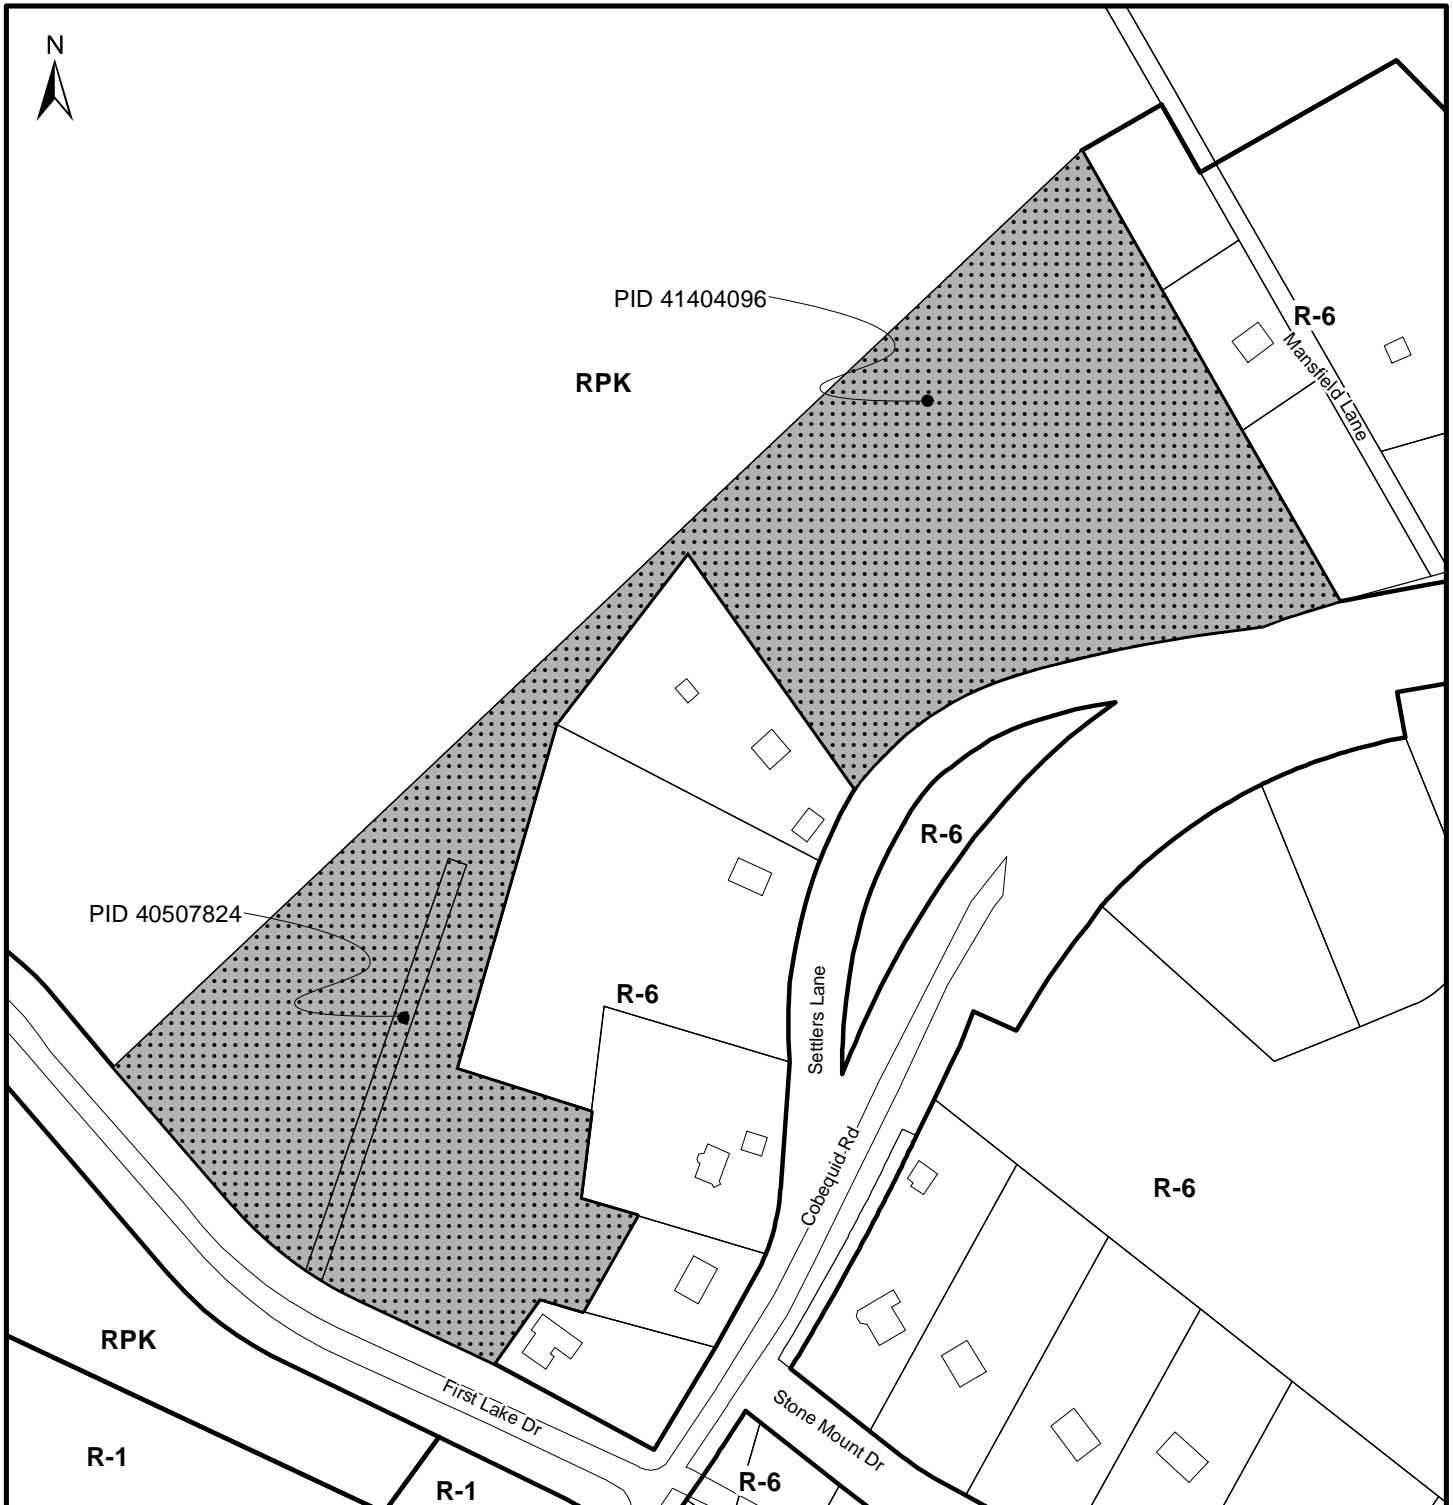 N
PID 41404096
R-6
Mansfield Lane
RPK
R-6
PID 40507824
R-6
Settlers Lane
Cobequid Rd
R-6
RPK
First Lake Dr
Stone Mount Dr
R-1
R-6
R-1